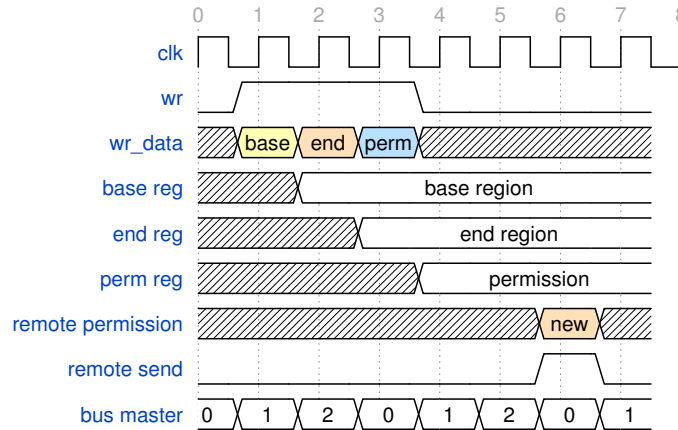 0 1 2 3 4 5 6 7 8
clk
wr
wr_data base end perm
base reg base region
end reg end region
perm reg permission
remote permission new
remote send
bus master 0 1 2 0 1 2 0 1